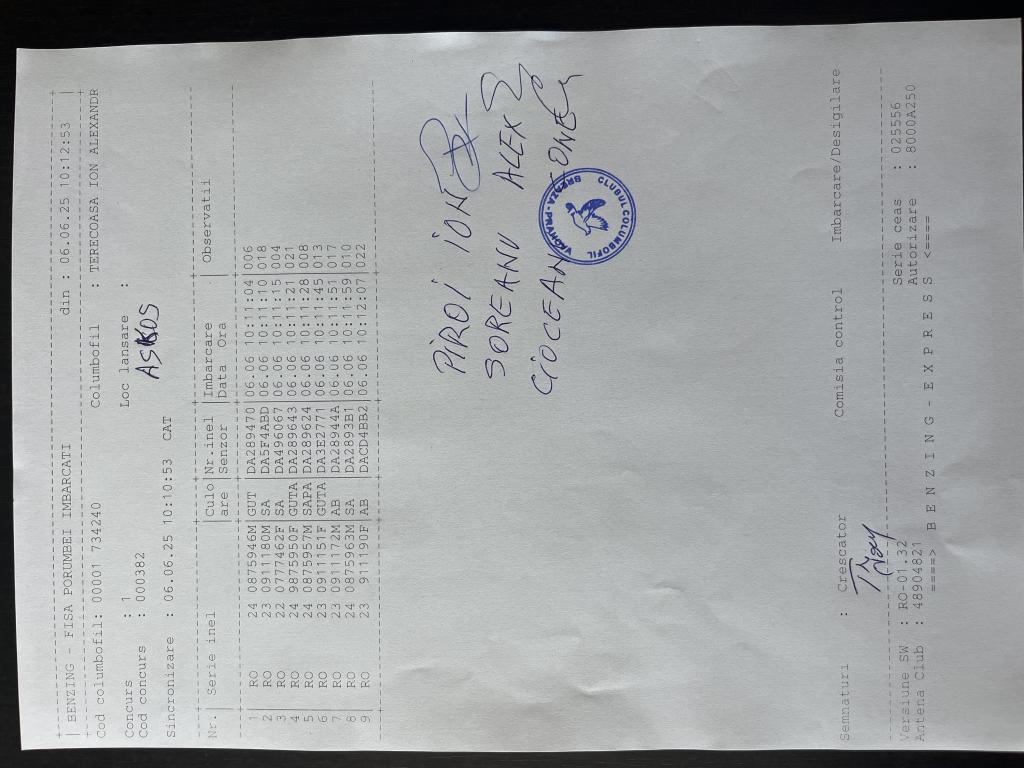 BENZING - FISA PORUMBEI IMBARCATI din : 06.06.25 10:12:53
Cod columbofil: 00001 734240 Columbofil : TERECOASA ION ALEXANDR
Concurs : 1 Loc lansare :
Cod concurs : 000382 ASKOS
Sincronizare : 06.06.25 10:10:53 CAT
Nr.| Serie inel |Culo|Nr.inel |Imbarcare | Observatii
are |Senzor |Data Ora
1 RO 24 0875946M|GUT |DA289470|06.06 10:11:04|006
2 RO 23 0911180M|SA |DA5F4ABD|06.06 10:11:10|018
3 RO 22 0777462F|SA |DA496067|06.06 10:11:15|004
4 RO 24 9875950F|GUTA|DA289643|06.06 10:11:21|021
5 RO 24 0875957M|SAPA|DA289624|06.06 10:11:28|008
6 RO 23 0911151F|GUTA|DA3E2771|06.06 10:11:45|013
7 RO 23 0911172M|AB |DA28944A|06.06 10:11:51|017
8 RO 24 0875963M|SA |DA2893B1|06.06 10:11:59|010
9 RO 23 911190F|AB |DACD4BB2|06.06 10:12:07|022
PIROI ION
SOREANU ALEX
CIOCEAN
CLUBUL COLUMBOFIL
BREAZA-PRAHOVA
Semnaturi : Crescator Comisia control Imbarcare/Desigilare
Versiune SW : RO-01.32 Serie ceas : 025556
Antena Club : 48904821 Autorizare : 8000A250
====> B E N Z I N G - E X P R E S S <====